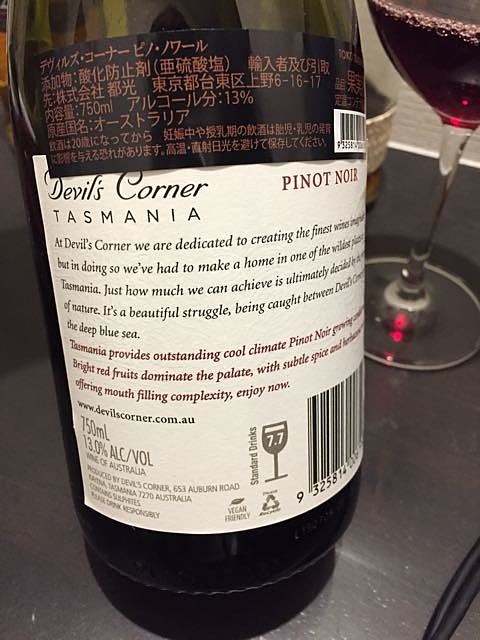 デヴィルズ・コーナー ピノ・ノワール
添加物:酸化防止剤(亜硫酸塩) 輸入者及び引取
先:株式会社 都光 東京都台東区上野6-16-17
内容量:750ml アルコール分:13%
原産国名:オーストラリア
飲酒は20歳になってから 妊娠中や授乳期の飲酒は胎児・乳児の発育
に影響を与える恐れがあります。高温・直射日光を避けて保存してください。
Devil's Corner
TASMANIA
PINOT NOIR
At Devil's Corner we are dedicated to creating the finest wines
but in doing so we've had to make a home in one of the wildest
Tasmania. Just how much we can achieve is ultimately decided by
of nature. It's a beautiful struggle, being caught between Devil's
the deep blue sea.
Tasmania provides outstanding cool climate Pinot Noir growing
Bright red fruits dominate the palate, with subtle spice and
offering mouth filling complexity, enjoy now.
www.devilscorner.com.au
750mL
13.0% ALC/VOL
WINE OF AUSTRALIA
PRODUCED BY DEVIL'S CORNER, 653 AUBURN ROAD
KAYENA, TASMANIA 7270 AUSTRALIA
CONTAINS SULPHITES
PLEASE DRINK RESPONSIBLY
Standard Drinks
7.7
VEGAN
FRIENDLY
Please
Recycle
9 325814